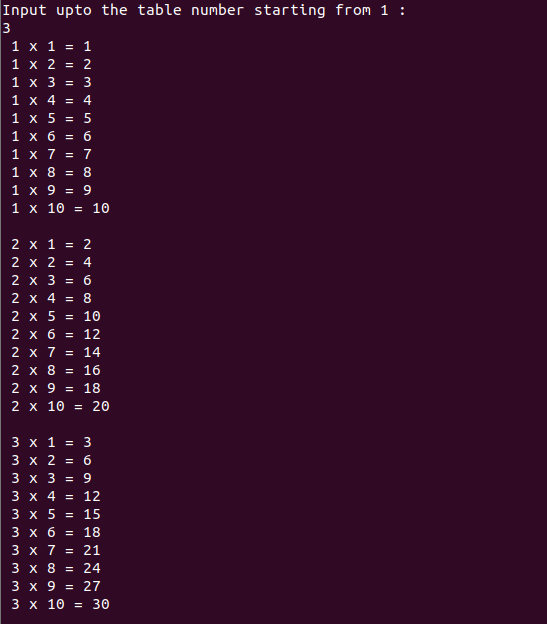 Input upto the table number starting from 1 :
3
1 x 1 = 1
1 x 2 = 2
1 x 3 = 3
1 x 4 = 4
1 x 5 = 5
1 x 6 = 6
1 x 7 = 7
1 x 8 = 8
1 x 9 = 9
1 x 10 = 10

2 x 1 = 2
2 x 2 = 4
2 x 3 = 6
2 x 4 = 8
2 x 5 = 10
2 x 6 = 12
2 x 7 = 14
2 x 8 = 16
2 x 9 = 18
2 x 10 = 20

3 x 1 = 3
3 x 2 = 6
3 x 3 = 9
3 x 4 = 12
3 x 5 = 15
3 x 6 = 18
3 x 7 = 21
3 x 8 = 24
3 x 9 = 27
3 x 10 = 30